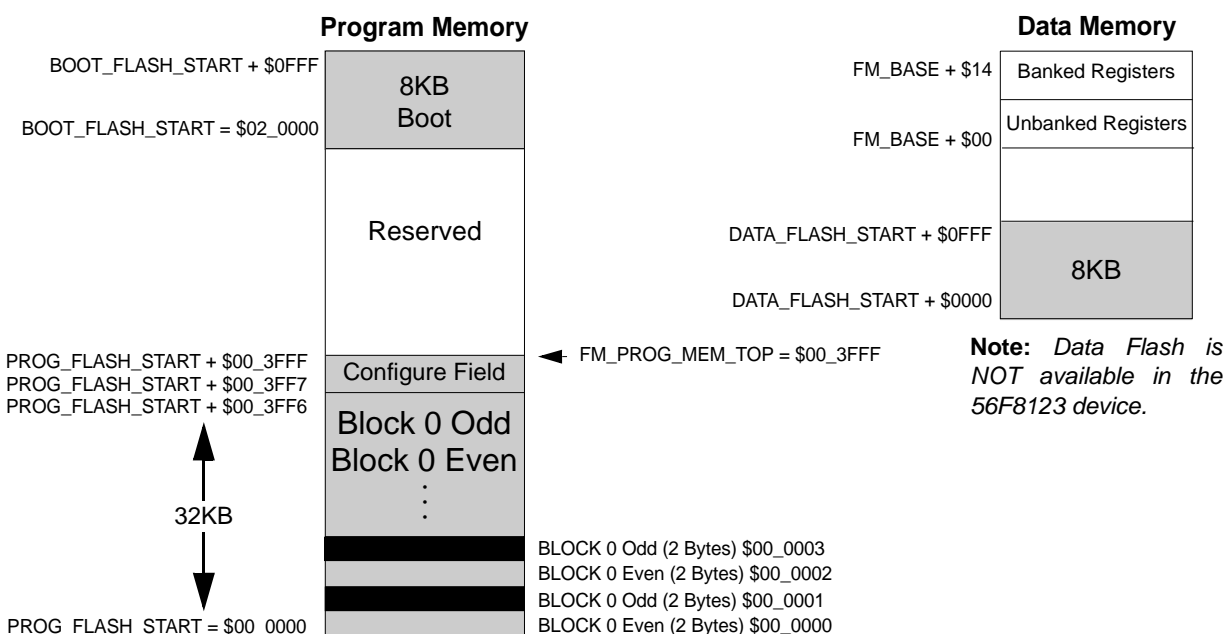 Program Memory
BOOT_FLASH_START + $0FFF
BOOT_FLASH_START = $02_0000
8KB
Boot
Reserved
PROG_FLASH_START + $00_3FFF
PROG_FLASH_START + $00_3FF7
PROG_FLASH_START + $00_3FF6
Configure Field
FM_PROG_MEM_TOP = $00_3FFF
Block 0 Odd
Block 0 Even
32KB
BLOCK 0 Odd (2 Bytes) $00_0003
BLOCK 0 Even (2 Bytes) $00_0002
BLOCK 0 Odd (2 Bytes) $00_0001
BLOCK 0 Even (2 Bytes) $00_0000
PROG_FLASH_START = $00_0000
Data Memory
FM_BASE + $14
Banked Registers
Unbanked Registers
FM_BASE + $00
DATA_FLASH_START + $0FFF
8KB
DATA_FLASH_START + $0000
Note: Data Flash is
NOT available in the
56F8123 device.